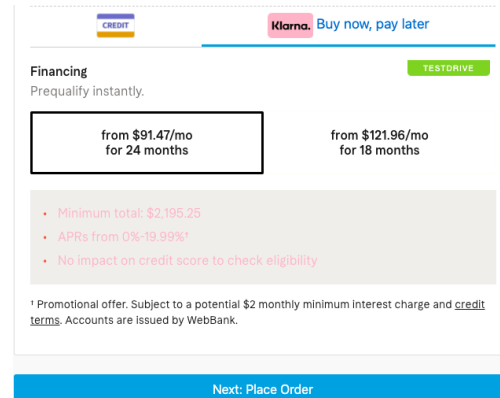 CREDIT
Klarna. Buy now, pay later
Financing
TESTDRIVE
Prequalify instantly.
from $91.47/mo
for 24 months
from $121.96/mo
for 18 months
• Minimum total: $2,195.25
• APRs from 0%-19.99%†
• No impact on credit score to check eligibility
† Promotional offer. Subject to a potential $2 monthly minimum interest charge and credit
terms. Accounts are issued by WebBank.
Next: Place Order